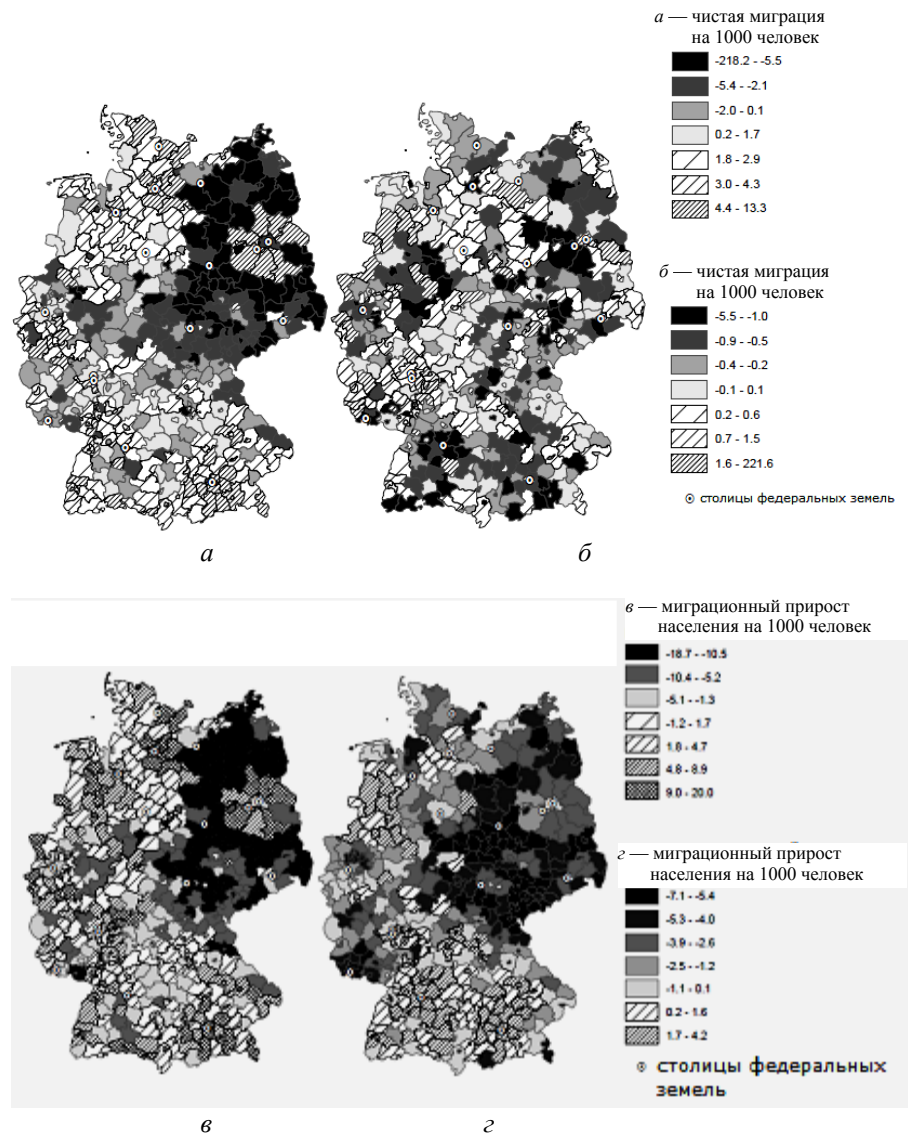 а — чистая миграция
на 1000 человек
-218.2 - -5.5
-5.4 - -2.1
-2.0 - 0.1
0.2 - 1.7
1.8 - 2.9
3.0 - 4.3
4.4 - 13.3
б — чистая миграция
на 1000 человек
-5.5 - -1.0
-0.9 - -0.5
-0.4 - -0.2
-0.1 - 0.1
0.2 - 0.6
0.7 - 1.5
1.6 - 221.6
столицы федеральных земель
а
б
в — миграционный прирост
населения на 1000 человек
-18.7 - -10.5
-10.4 - -5.2
-5.1 - -1.3
-1.2 - 1.7
1.8 - 4.7
4.8 - 8.9
9.0 - 20.0
г — миграционный прирост
населения на 1000 человек
-7.1 - -5.4
-5.3 - -4.0
-3.9 - -2.6
-2.5 - -1.2
-1.1 - 0.1
0.2 - 1.6
1.7 - 4.2
столицы федеральных
земель
в
г